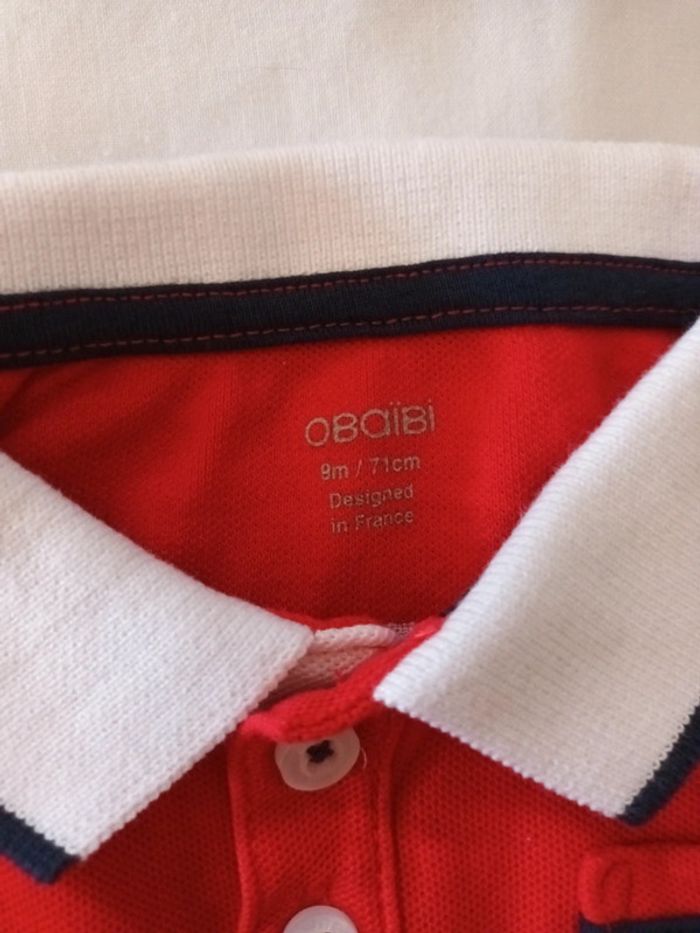 OBaïBi
9m / 71cm
Designed
in France